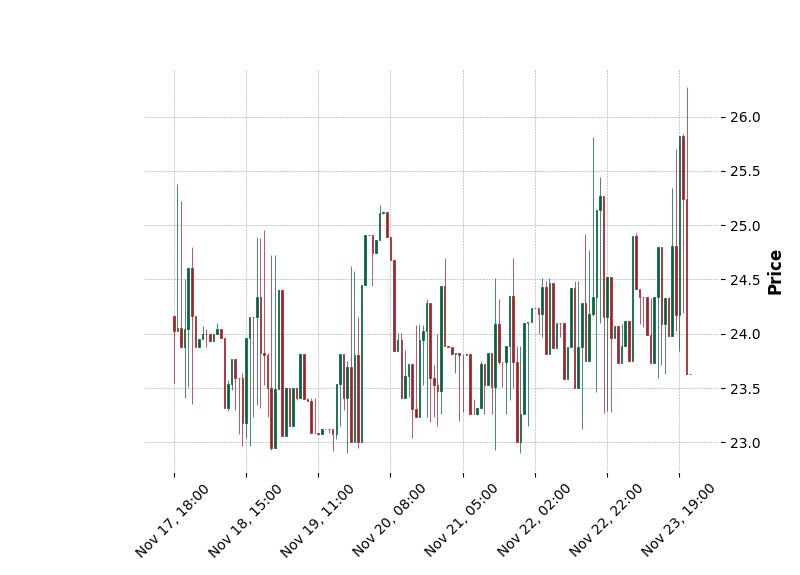 26.0
25.5
25.0
24.5
24.0
23.5
23.0
Price
Nov 17, 18:00
Nov 18, 15:00
Nov 19, 11:00
Nov 20, 08:00
Nov 21, 05:00
Nov 22, 02:00
Nov 22, 22:00
Nov 23, 19:00